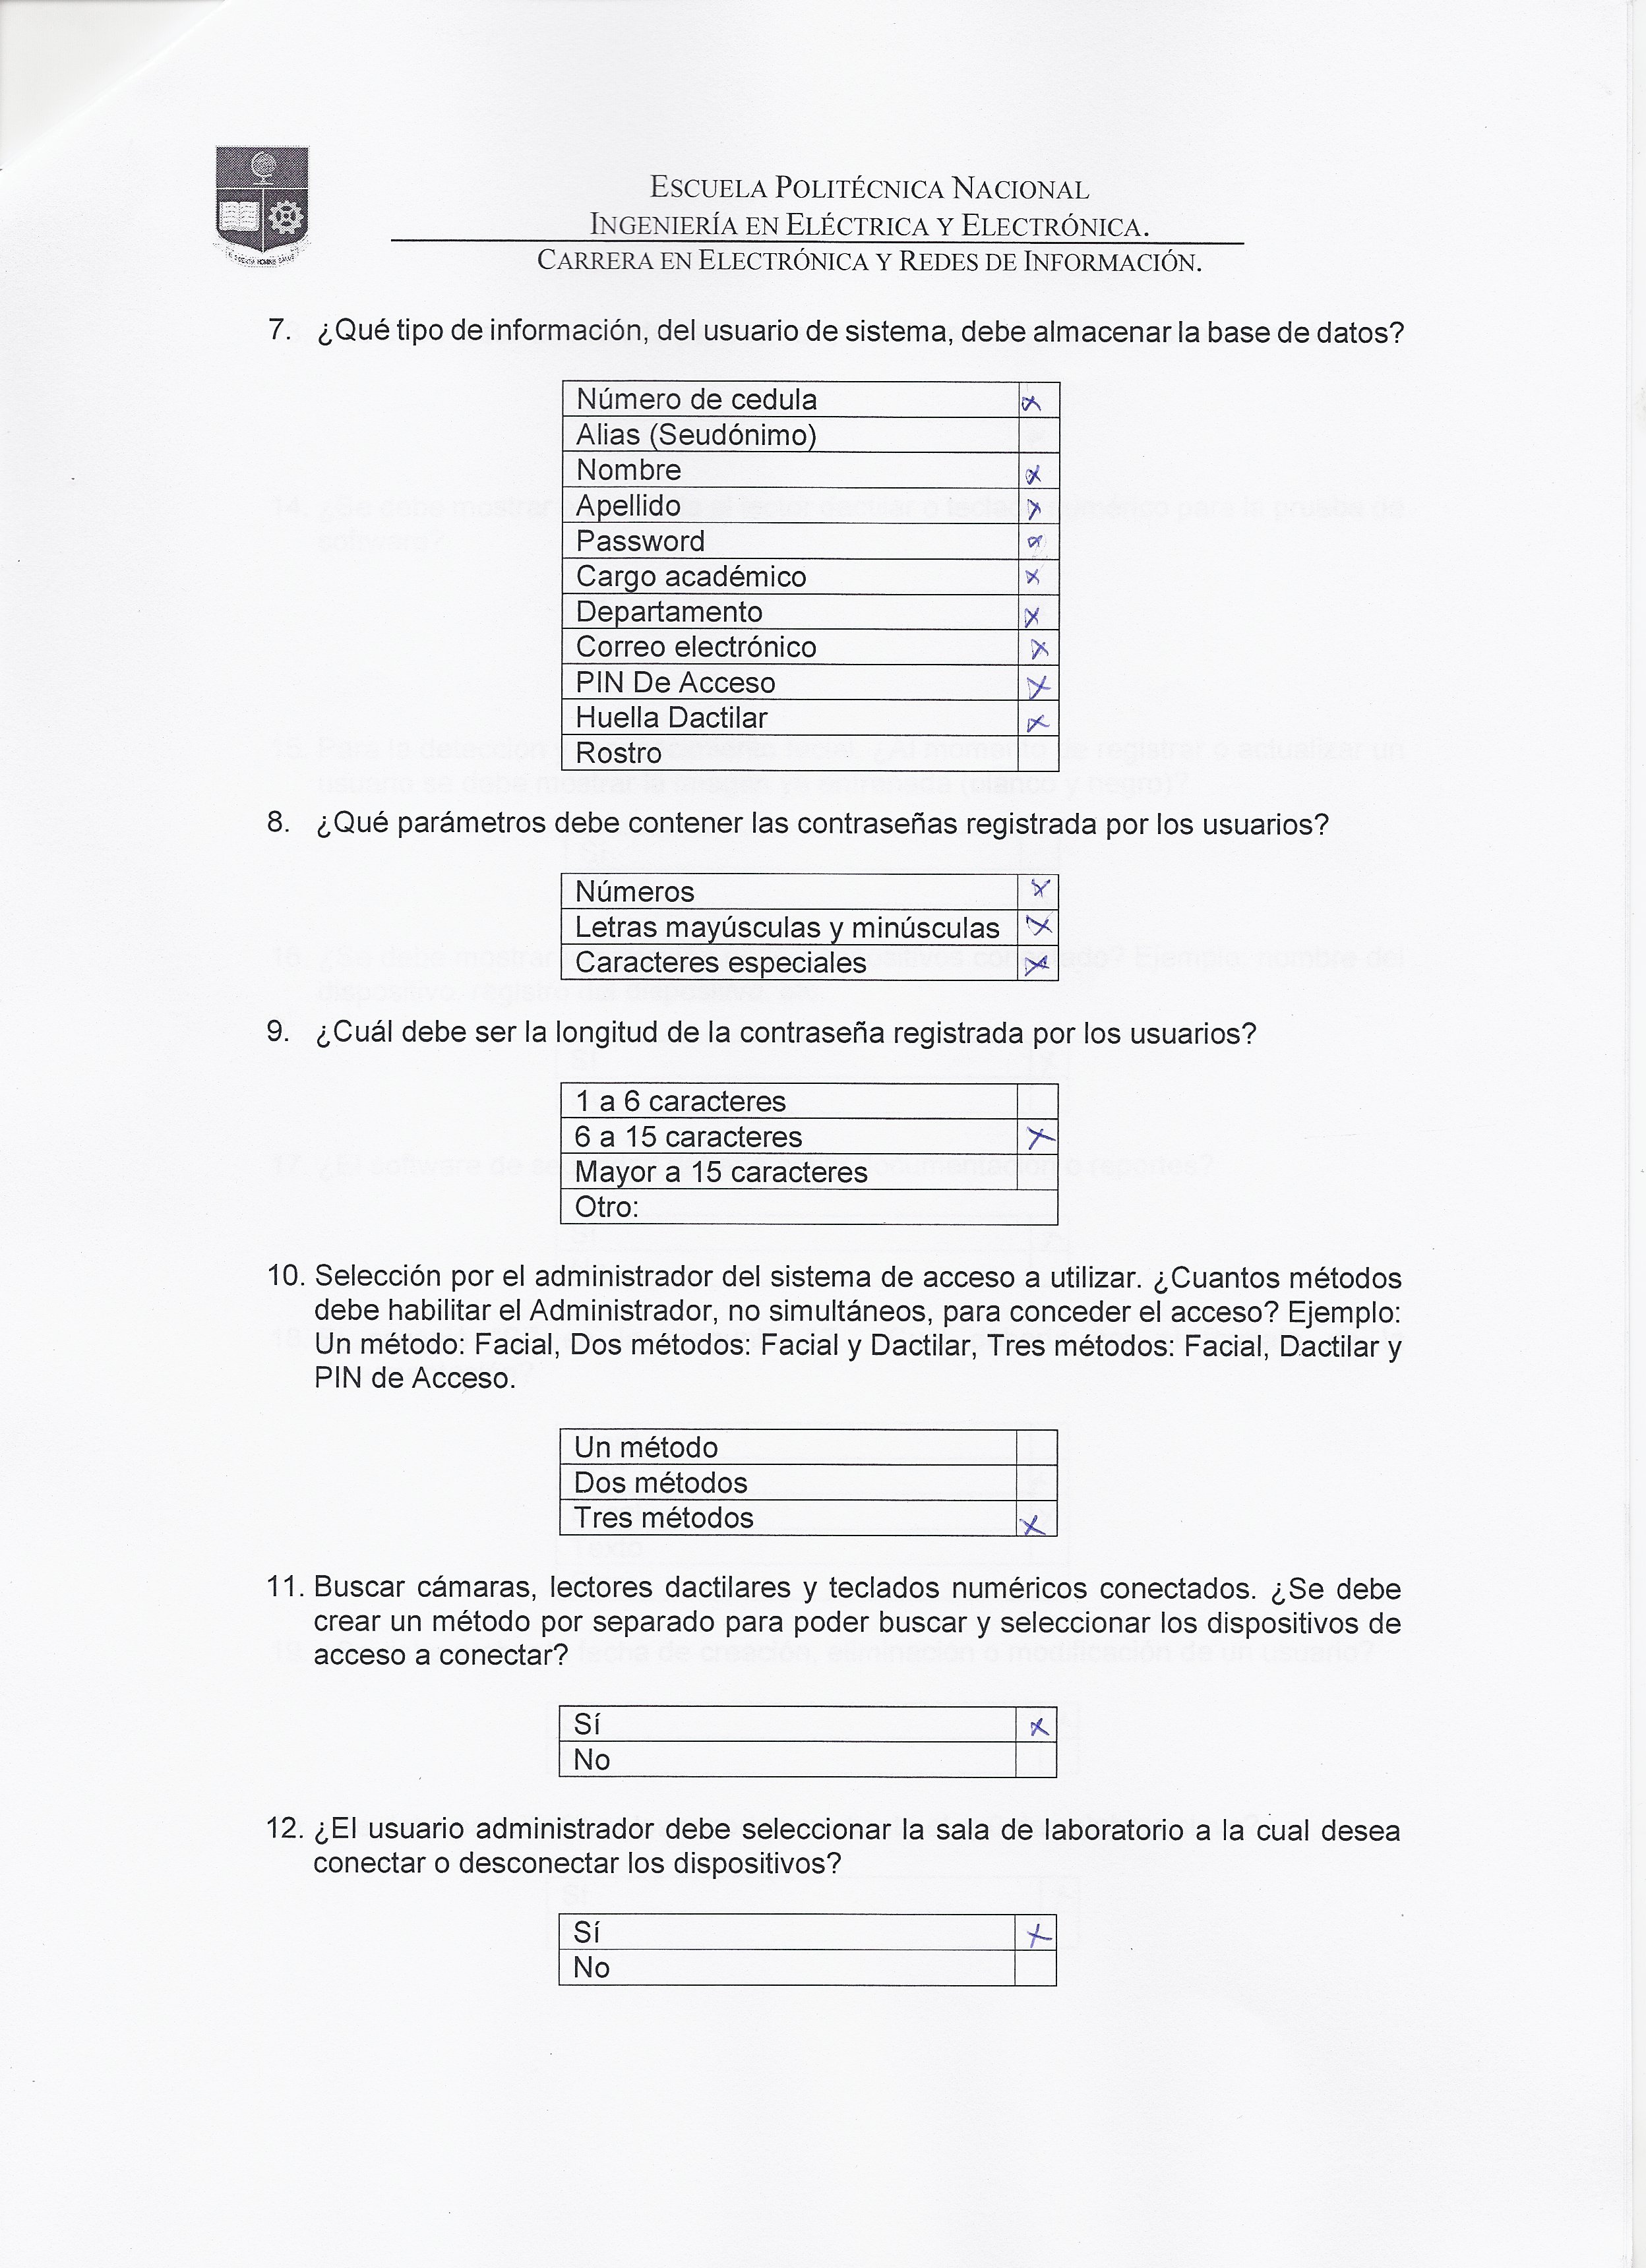 ESCUELA POLITÉCNICA NACIONAL
INGENIERÍA EN ELÉCTRICA Y ELECTRÓNICA.
CARRERA EN ELECTRÓNICA Y REDES DE INFORMACIÓN.
7. ¿Qué tipo de información, del usuario de sistema, debe almacenar la base de datos?
Número de cedula x
Alias (Seudónimo)
Nombre x
Apellido x
Password x
Cargo académico x
Departamento x
Correo electrónico x
PIN De Acceso x
Huella Dactilar x
Rostro
8. ¿Qué parámetros debe contener las contraseñas registrada por los usuarios?
Números x
Letras mayúsculas y minúsculas x
Caracteres especiales x
9. ¿Cuál debe ser la longitud de la contraseña registrada por los usuarios?
1 a 6 caracteres
6 a 15 caracteres x
Mayor a 15 caracteres
Otro:
10. Selección por el administrador del sistema de acceso a utilizar. ¿Cuantos métodos
debe habilitar el Administrador, no simultáneos, para conceder el acceso? Ejemplo:
Un método: Facial, Dos métodos: Facial y Dactilar, Tres métodos: Facial, Dactilar y
PIN de Acceso.
Un método
Dos métodos
Tres métodos x
11. Buscar cámaras, lectores dactilares y teclados numéricos conectados. ¿Se debe
crear un método por separado para poder buscar y seleccionar los dispositivos de
acceso a conectar?
Sí x
No
12. ¿El usuario administrador debe seleccionar la sala de laboratorio a la cual desea
conectar o desconectar los dispositivos?
Sí x
No